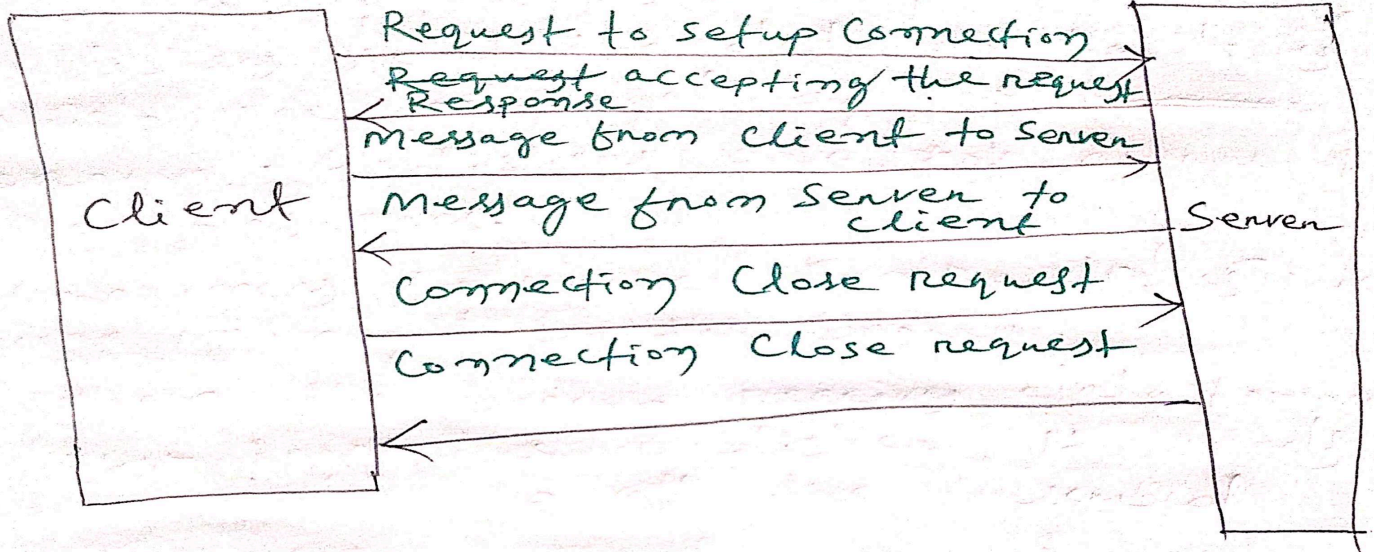 Request to setup Connection
Request accepting the request
Response
Message from client to Server
Client
Message from Server to
client
Server
Connection Close request
Connection Close request